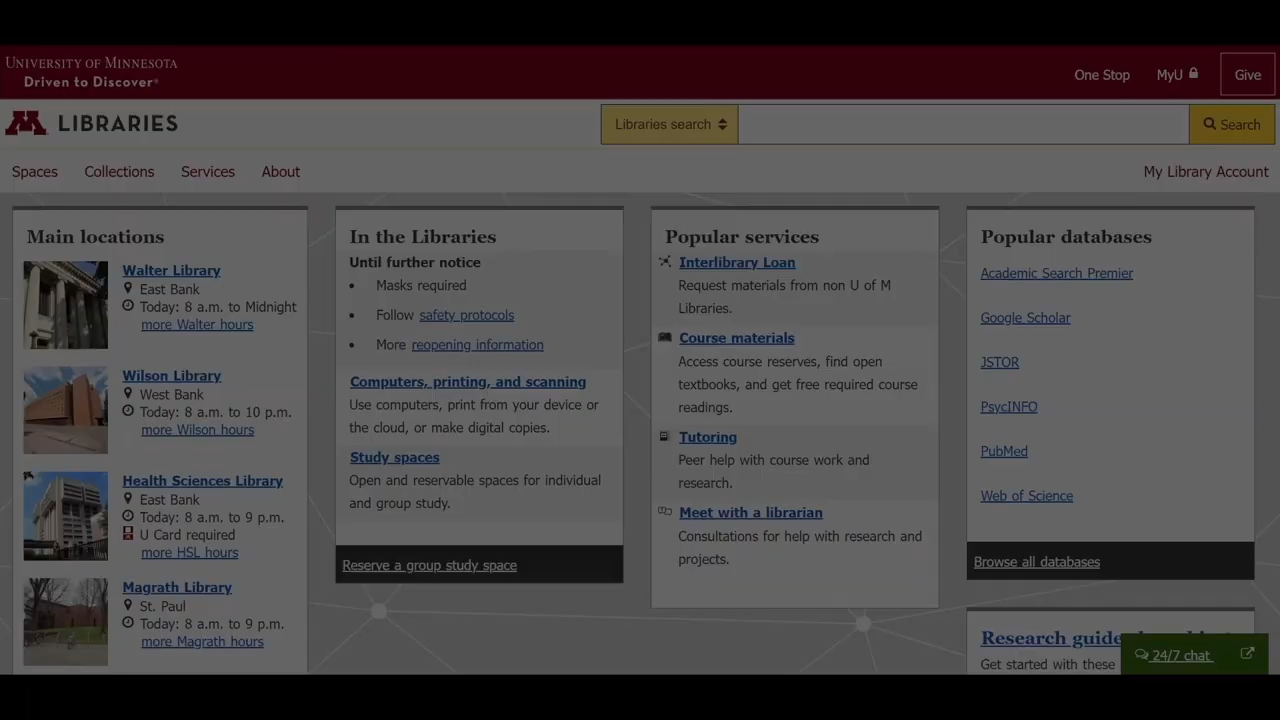 UNIVERSITY OF MINNESOTA
Driven to Discover®
One Stop
MyU
Give
M LIBRARIES
Libraries search
Search
Spaces
Collections
Services
About
My Library Account
Main locations
Walter Library
East Bank
Today: 8 a.m. to Midnight
more Walter hours
Wilson Library
West Bank
Today: 8 a.m. to 10 p.m.
more Wilson hours
Health Sciences Library
East Bank
Today: 8 a.m. to 9 p.m.
U Card required
more HSL hours
Magrath Library
St. Paul
Today: 8 a.m. to 9 p.m.
more Magrath hours
In the Libraries
Until further notice
• Masks required
• Follow safety protocols
• More reopening information
Computers, printing, and scanning
Use computers, print from your device or
the cloud, or make digital copies.
Study spaces
Open and reservable spaces for individual
and group study.
Reserve a group study space
Popular services
Interlibrary Loan
Request materials from non U of M
Libraries.
Course materials
Access course reserves, find open
textbooks, and get free required course
readings.
Tutoring
Peer help with course work and
research.
Meet with a librarian
Consultations for help with research and
projects.
Popular databases
Academic Search Premier
Google Scholar
JSTOR
PsycINFO
PubMed
Web of Science
Browse all databases
Research guides
Get started with these
24/7 chat